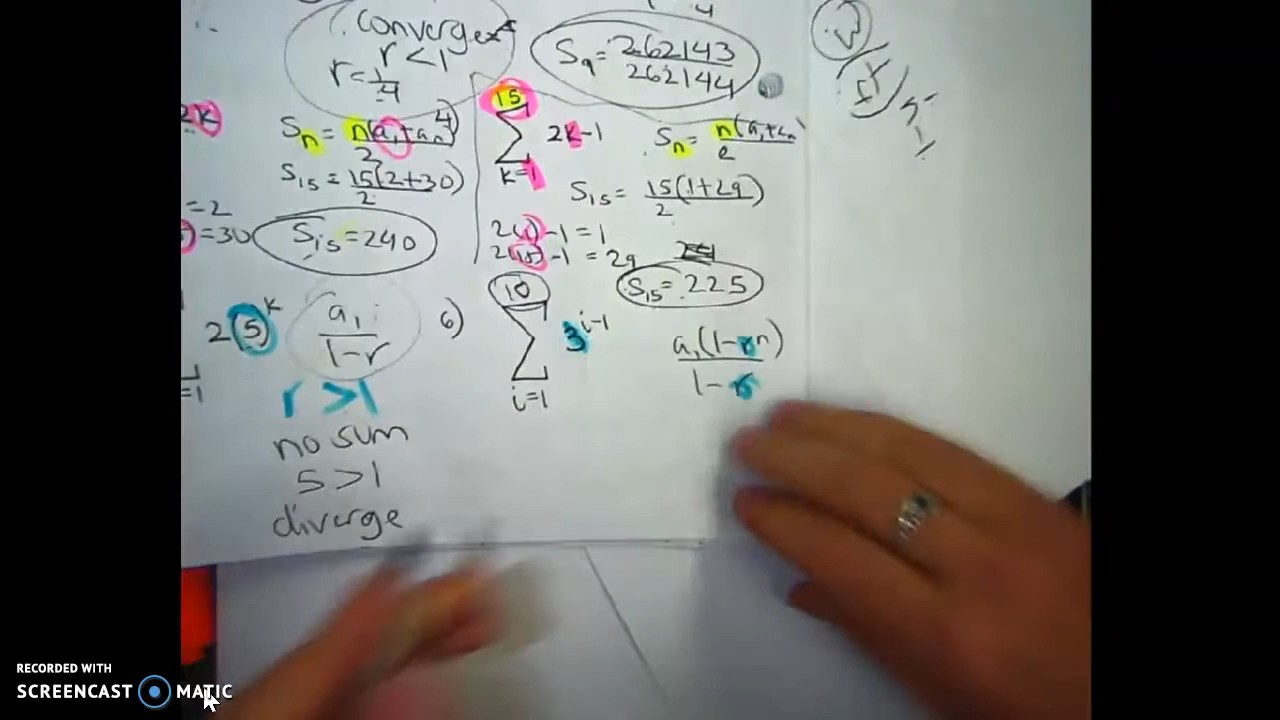 converges
r < 1
r = 1/4
S9 = 262143/262144
2k
Sn = n(a1+an)/2
S15 = 15(2+30)/2
=2
=30
S15 = 240
15
∑ 2k-1
k=1
Sn = n(a1+an)/2
S15 = 15(1+29)/2
2(1)-1 = 1
2(15)-1 = 29
S15 = 225
2(5)^k
=1
a1/(1-r)
r >1
no sum
5 >1
diverge
6)
10
∑ 3^i-1
i=1
a1(1-r^n)/(1-r)
RECORDED WITH
SCREENCAST MATIC